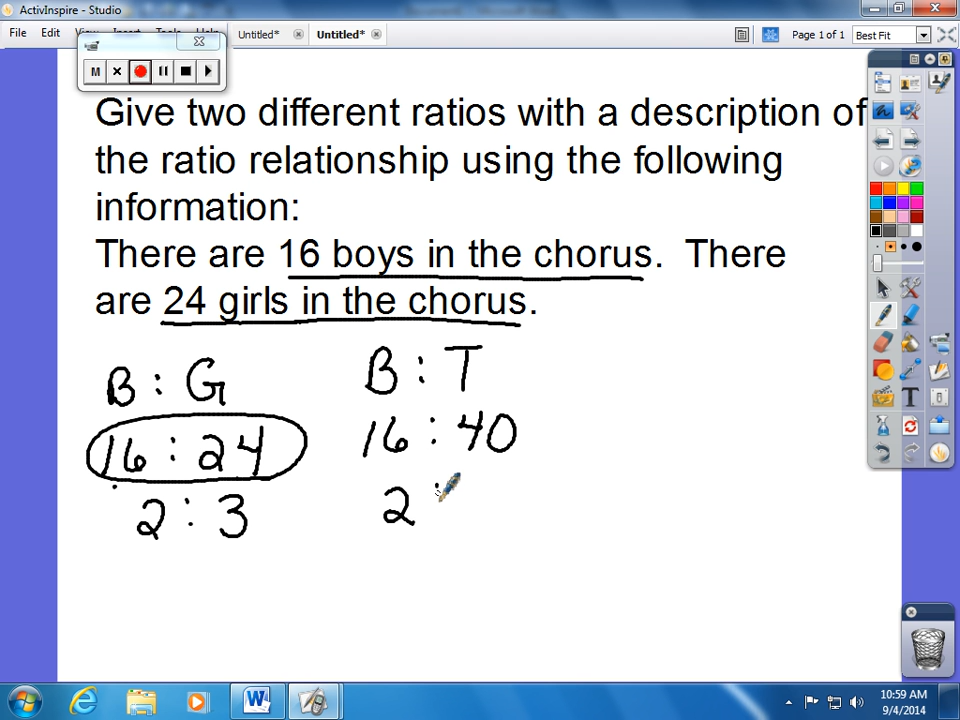 ActivInspire - Studio
File Edit View Insert Tools Help
Untitled* Untitled* Page 1 of 1 Best Fit
M
Give two different ratios with a description of
the ratio relationship using the following
information:
There are 16 boys in the chorus. There
are 24 girls in the chorus.
B : G
16 : 24
2 : 3
B : T
16 : 40
2 :
10:59 AM
9/4/2014